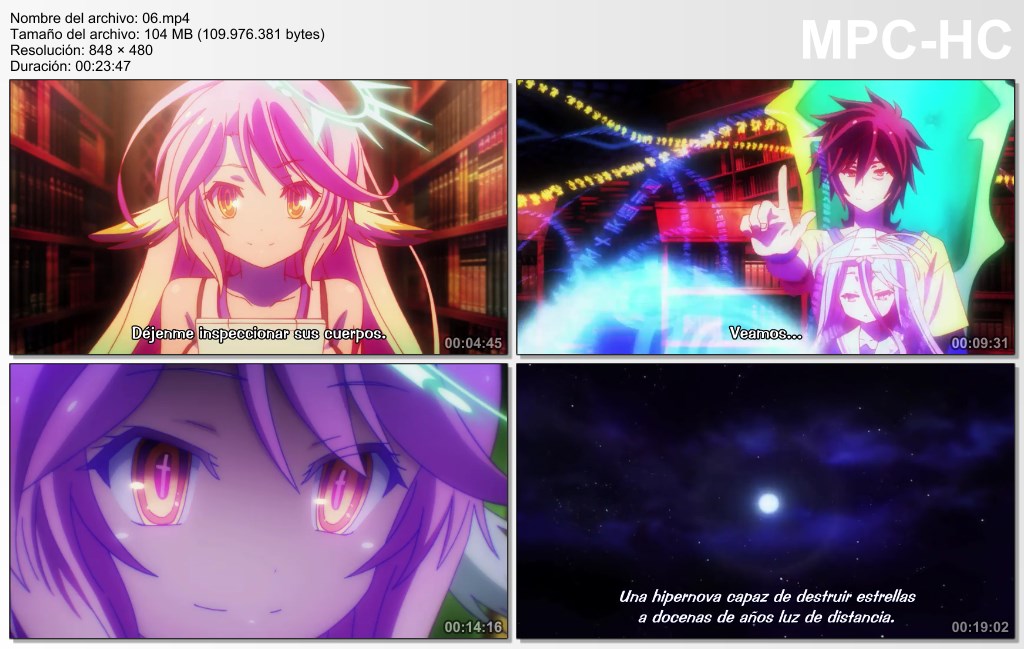 Nombre del archivo: 06.mp4
Tamaño del archivo: 104 MB (109.976.381 bytes)
Resolución: 848 × 480
Duración: 00:23:47
MPC-HC
Déjenme inspeccionar sus cuerpos.
00:04:45
Veamos...
00:09:31
00:14:16
Una hipernova capaz de destruir estrellas
a docenas de años luz de distancia.
00:19:02